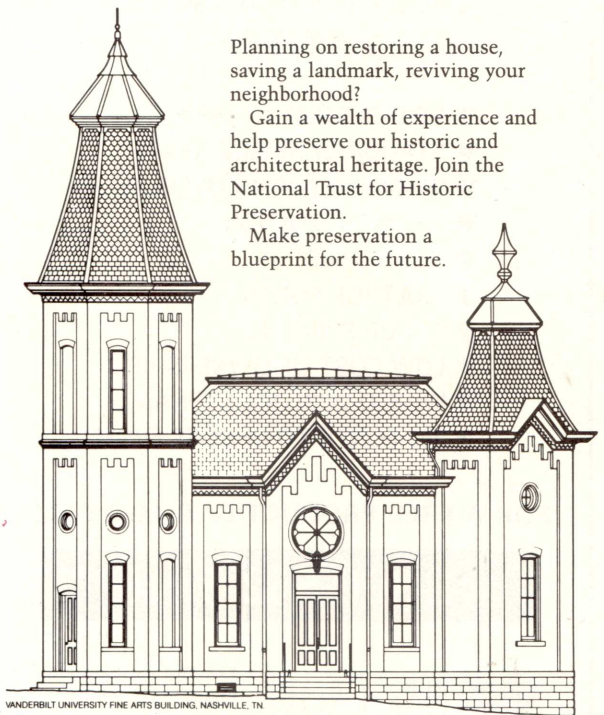 Planning on restoring a house,
saving a landmark, reviving your
neighborhood?
Gain a wealth of experience and
help preserve our historic and
architectural heritage. Join the
National Trust for Historic
Preservation.
Make preservation a
blueprint for the future.
VANDERBILT UNIVERSITY FINE ARTS BUILDING, NASHVILLE, TN.